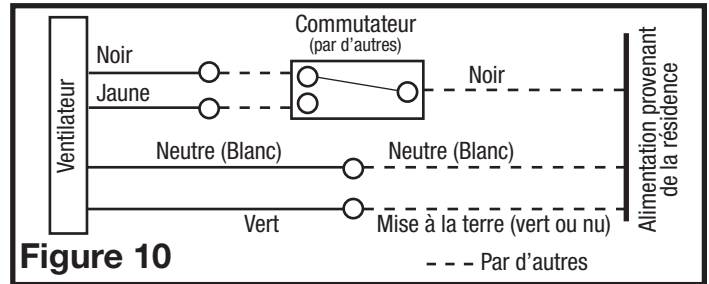 Commutateur
(par d'autres)
Noir
Noir
Jaune
Ventilateur
Neutre (Blanc)
Neutre (Blanc)
Vert
Mise à la terre (vert ou nu)
Alimentation provenant
de la résidence
Figure 10
Par d'autres